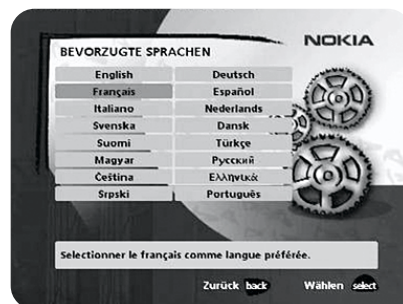 NOKIA
BEVORZUGTE SPRACHEN
English Deutsch
Français Español
Italiano Nederlands
Svenska Dansk
Suomi Türkçe
Magyar Русский
Čeština Ελληνικά
Srpski Português
Selectionner le français comme langue préférée.
Zurück back Wählen select